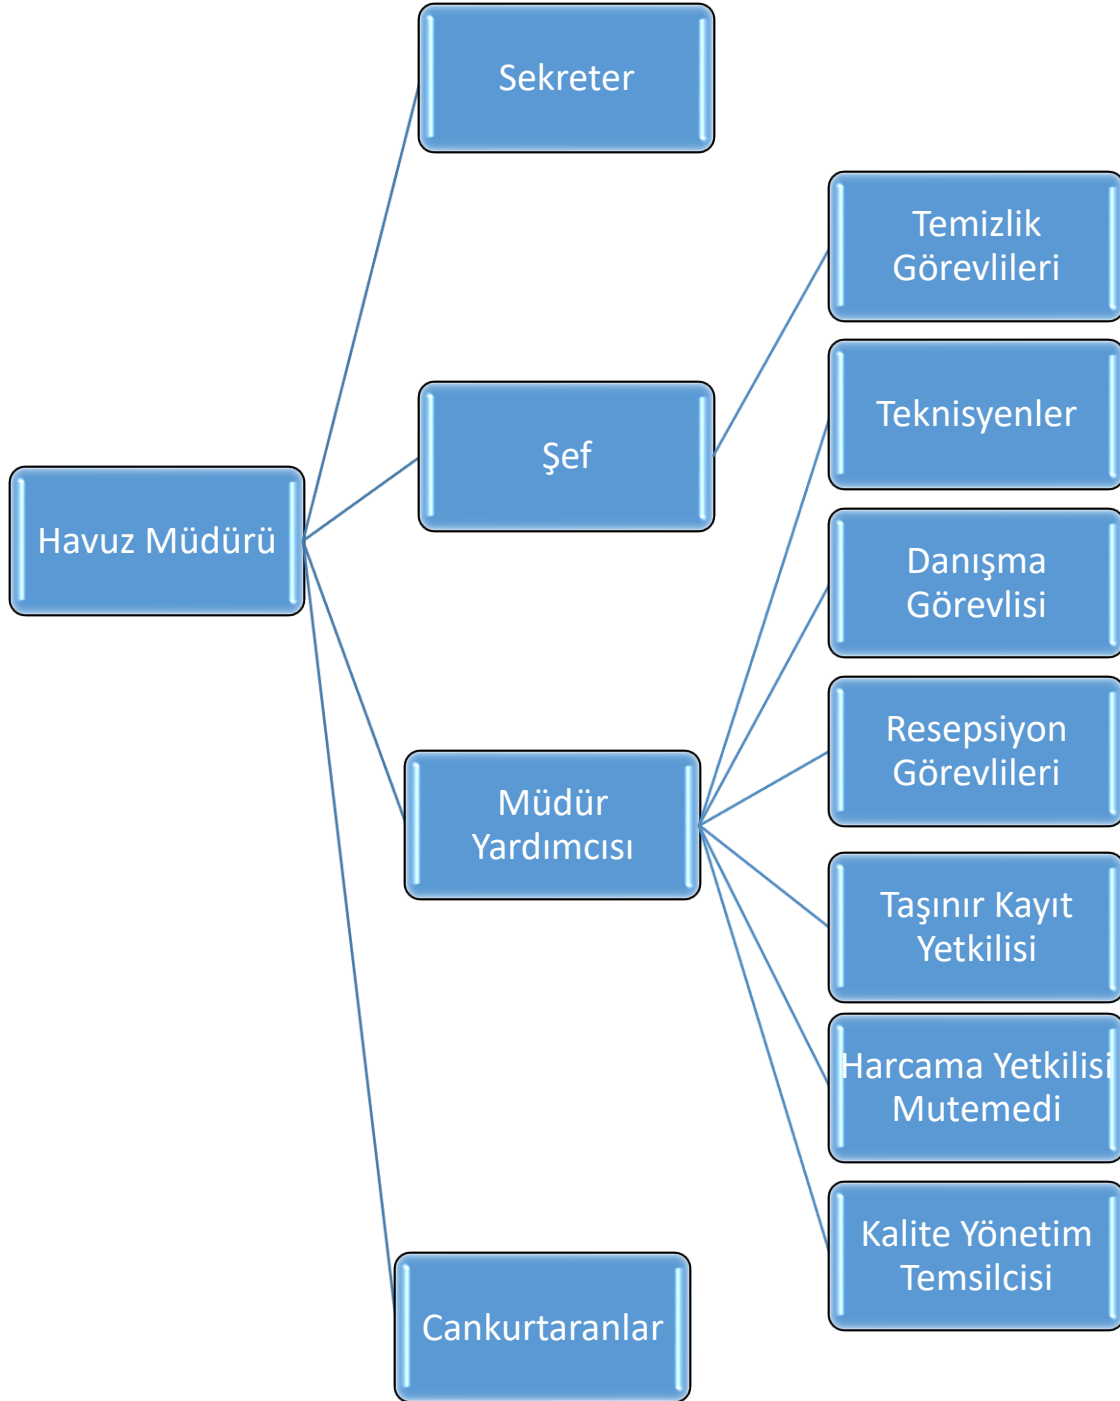 Sekreter
Temizlik
Görevlileri
Teknisyenler
Şef
Havuz Müdürü
Danışma
Görevlisi
Resepsiyon
Görevlileri
Müdür
Yardımcısı
Taşınır Kayıt
Yetkilisi
Harcama Yetkilisi
Mutemedi
Kalite Yönetim
Temsilcisi
Cankurtaranlar